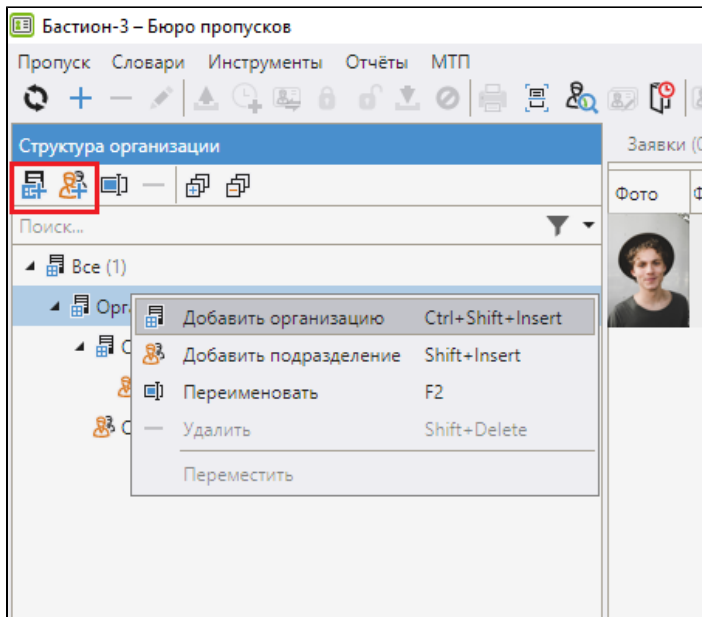 Бастион-3 – Бюро пропусков
Пропуск Словари Инструменты Отчёты МТП
Структура организации
Заявки
Фото
Поиск...
Все (1)
Добавить организацию Ctrl+Shift+Insert
Добавить подразделение Shift+Insert
Переименовать F2
Удалить Shift+Delete
Переместить